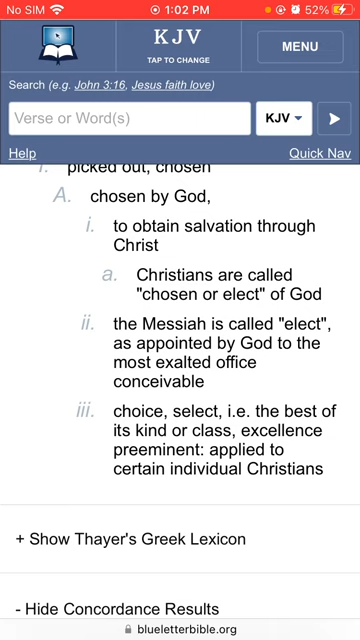 No SIM 1:02 PM 52%
KJV
TAP TO CHANGE
MENU
Search (e.g. John 3:16, Jesus faith love)
Verse or Word(s)
KJV
Help Quick Nav
I. picked out, chosen
A. chosen by God,
i. to obtain salvation through
Christ
a. Christians are called
"chosen or elect" of God
ii. the Messiah is called "elect",
as appointed by God to the
most exalted office
conceivable
iii. choice, select, i.e. the best of
its kind or class, excellence
preeminent: applied to
certain individual Christians
+ Show Thayer's Greek Lexicon
- Hide Concordance Results
blueletterbible.org